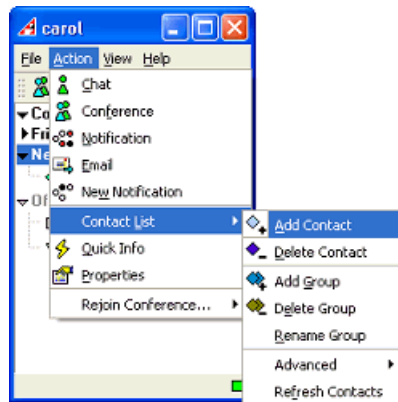 carol
File Action View Help
Chat
Conference
Notification
Email
New Notification
Contact List
Quick Info
Properties
Rejoin Conference...
Add Contact
Delete Contact
Add Group
Delete Group
Rename Group
Advanced
Refresh Contacts